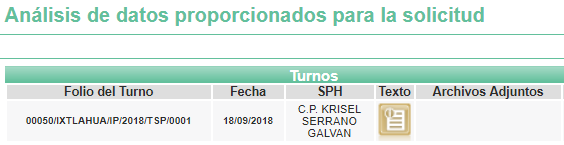 Análisis de datos proporcionados para la solicitud
Turnos
Folio del Turno Fecha SPH Texto Archivos Adjuntos
00050/IXTLAHUA/IP/2018/TSP/0001 18/09/2018 C.P. KRISEL
SERRANO
GALVAN